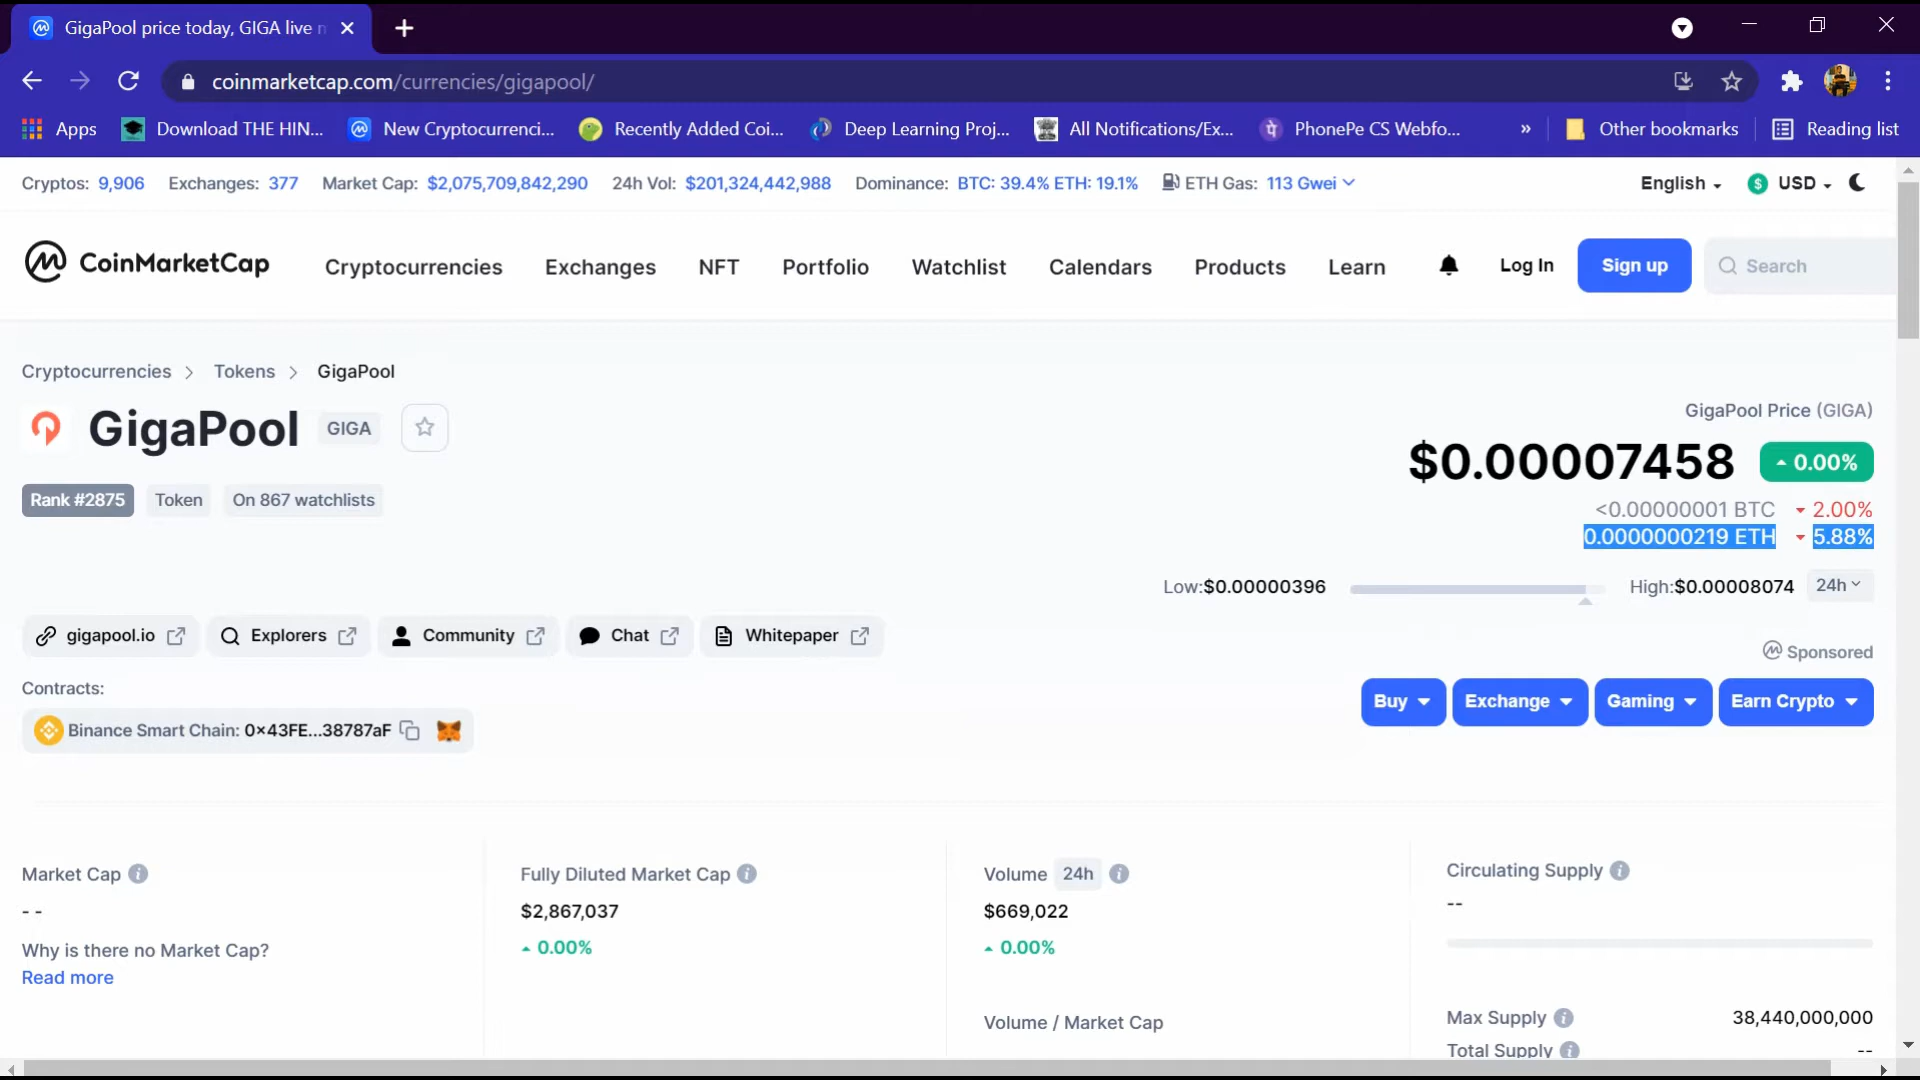 GigaPool price today, GIGA live
coinmarketcap.com/currencies/gigapool/
Apps
Download THE HIN...
New Cryptocurrenci...
Recently Added Coi...
Deep Learning Proj...
All Notifications/Ex...
PhonePe CS Webfo...
»
Other bookmarks
Reading list
Cryptos: 9,906 Exchanges: 377 Market Cap: $2,075,709,842,290 24h Vol: $201,324,442,988 Dominance: BTC: 39.4% ETH: 19.1% ETH Gas: 113 Gwei
English
USD
CoinMarketCap
Cryptocurrencies
Exchanges
NFT
Portfolio
Watchlist
Calendars
Products
Learn
Log In
Sign up
Search
Cryptocurrencies > Tokens > GigaPool
GigaPool GIGA
Rank #2875 Token On 867 watchlists
GigaPool Price (GIGA)
$0.00007458 0.00%
<0.00000001 BTC 2.00%
0.0000000219 ETH 5.88%
Low:$0.00000396 High:$0.00008074 24h
gigapool.io
Explorers
Community
Chat
Whitepaper
Sponsored
Contracts:
Binance Smart Chain: 0x43FE...38787aF
Buy
Exchange
Gaming
Earn Crypto
Market Cap
- -
Why is there no Market Cap?
Read more
Fully Diluted Market Cap
$2,867,037
0.00%
Volume 24h
$669,022
0.00%
Volume / Market Cap
Circulating Supply
--
Max Supply 38,440,000,000
Total Supply --